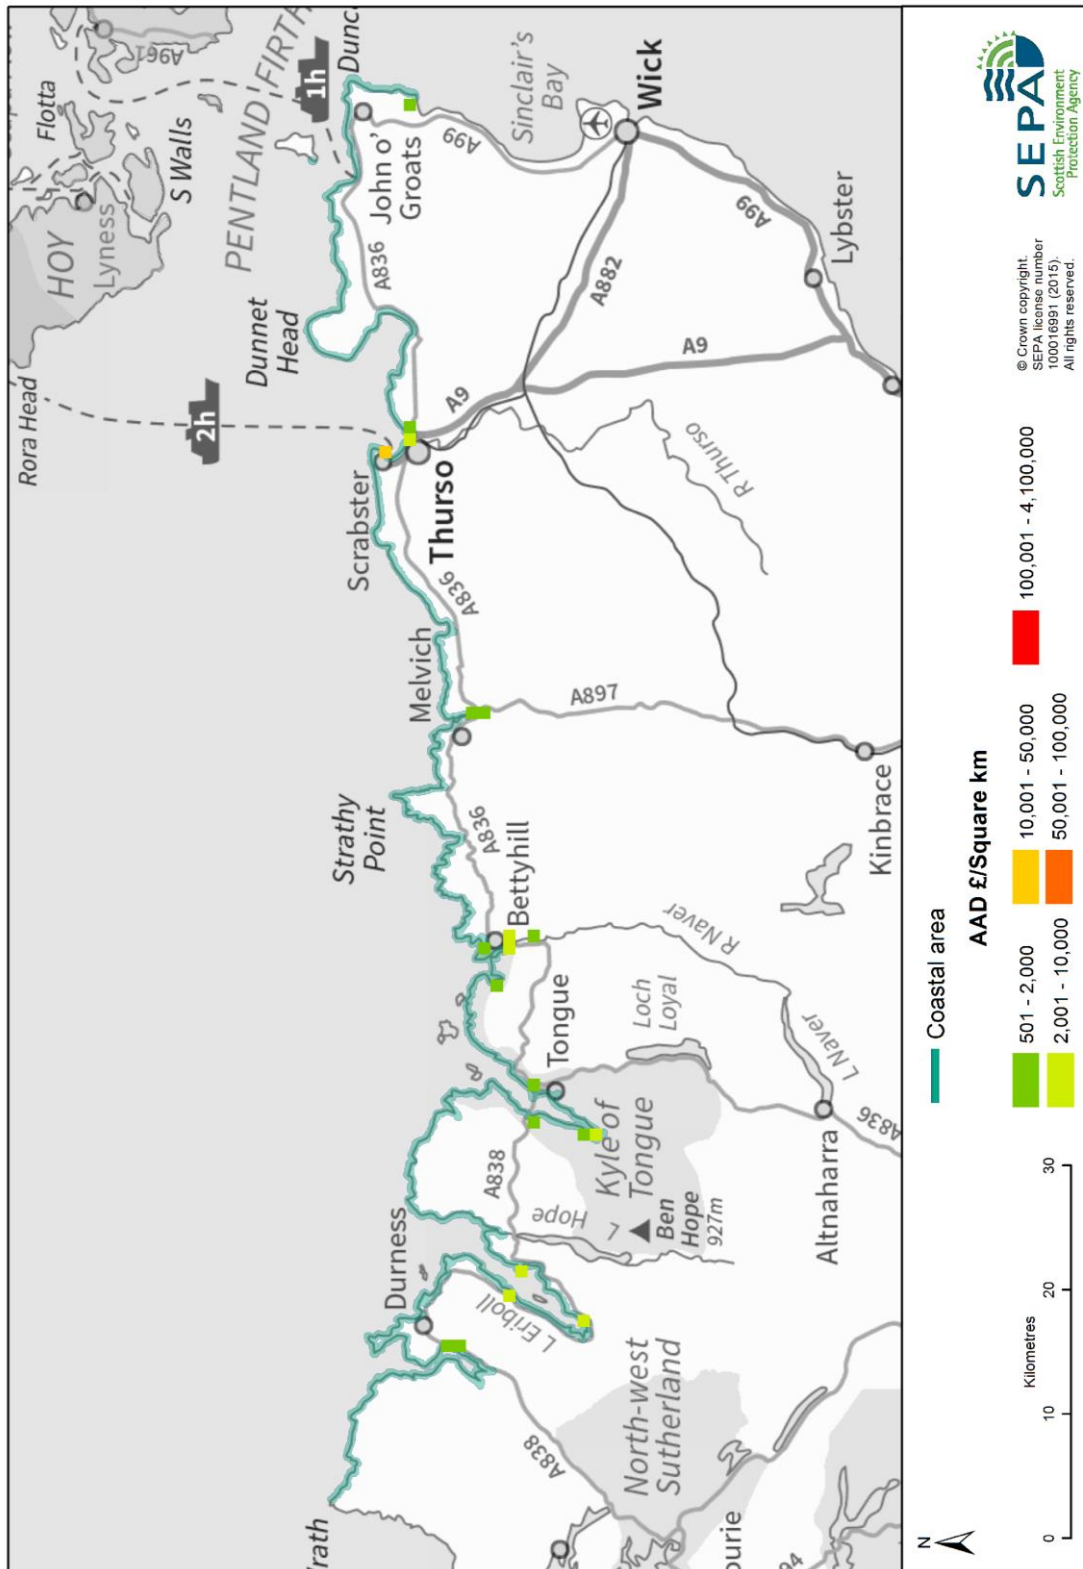 Rora Head
HOY
Lyness
Flotta
S Walls
A961
PENTLAND FIRTH
2h
1h
Dunnet
Head
Dunc
Scrabster
Thurso
John o'
Groats
A836
A99
Sinclair's
Bay
Wick
A9
A882
A9
A99
Lybster
R Thurso
Melvich
A836
A897
Strathy
Point
A836
Bettyhill
Kinbrace
R Naver
Tongue
Loch
Loyal
L Naver
Kyle of
Tongue
A838
L Hope
Ben
Hope
927m
Altnaharra
A836
Durness
L Eriboll
North-west
Sutherland
A838
rath
ourie
N
0 10 20 30
Kilometres
Coastal area
AAD £/Square km
501 - 2,000
2,001 - 10,000
10,001 - 50,000
50,001 - 100,000
100,001 - 4,100,000
© Crown copyright.
SEPA license number
100016991 (2015).
All rights reserved.
SEPA
Scottish Environment
Protection Agency